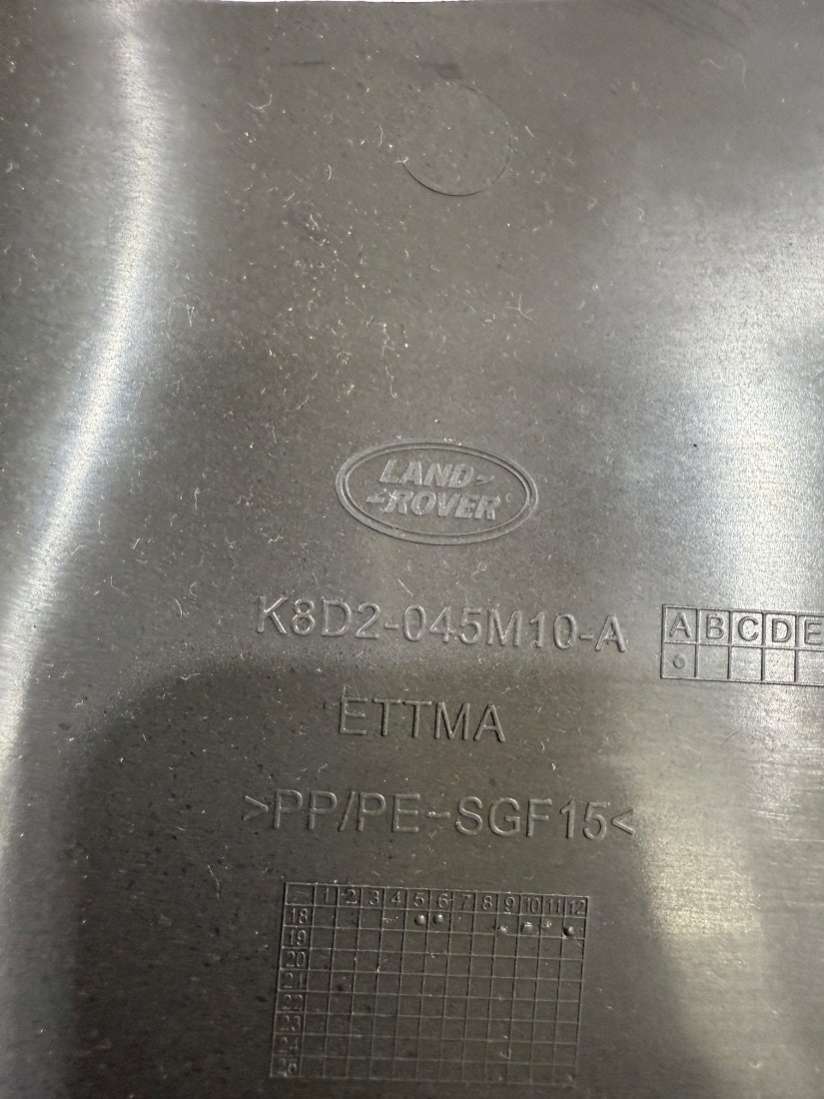 LAND-
-ROVER
K8D2-045M10-A
A B C D E
ETTMA
>PP/PE-SGF15<
1 2 3 4 5 6 7 8 9 10 11 12
18
19
20
21
22
23
24
25